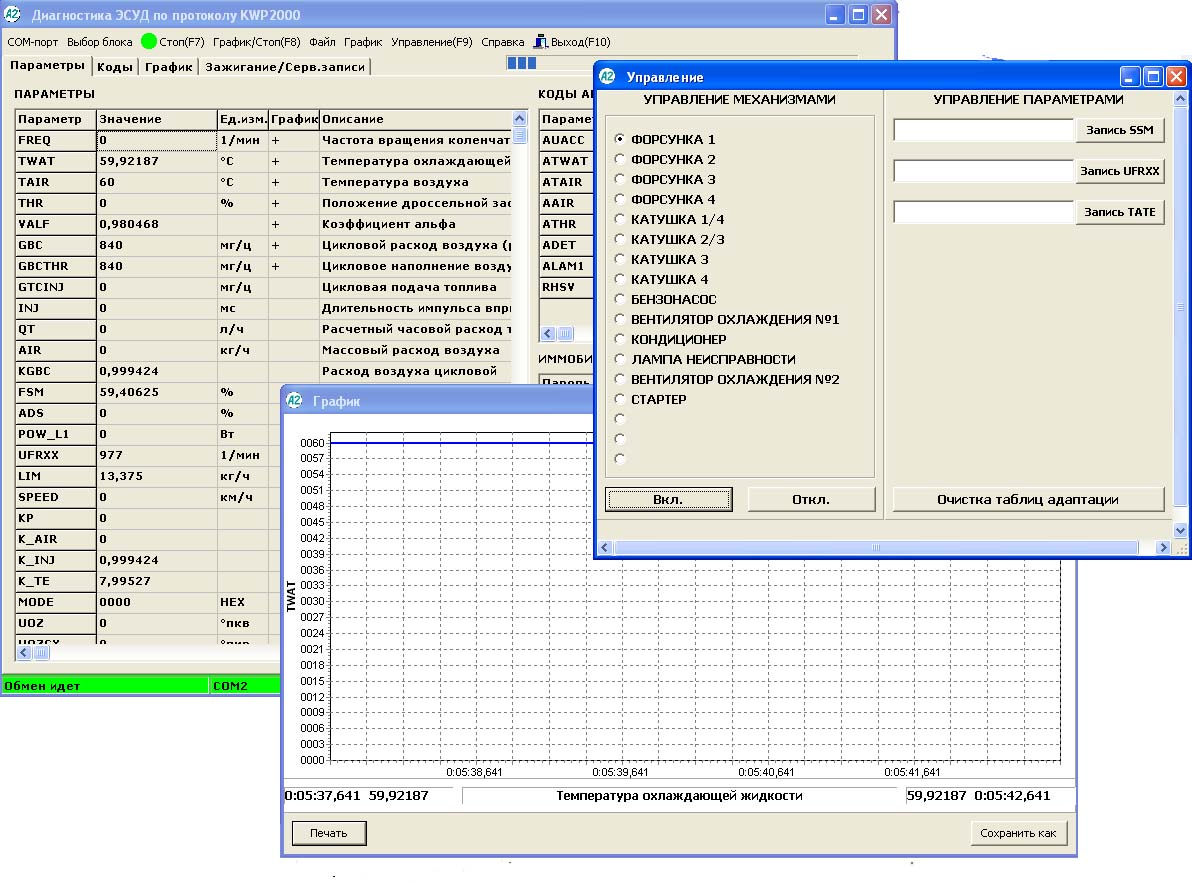 Диагностика ЭСУД по протоколу KWP2000
COM-порт Выбор блока Стоп(F7) График/Стоп(F8) Файл График Управление(F9) Справка Выход(F10)
Параметры Коды График Зажигание/Серв.записи
ПАРАМЕТРЫ
Параметр Значение Ед.изм. График Описание
FREQ 0 1/мин + Частота вращения коленчат
TWAT 59,92187 °C + Температура охлаждающей
TAIR 60 °C + Температура воздуха
THR 0 % + Положение дроссельной зас
VALF 0,980468 + Коэффициент альфа
GBC 840 мг/ц + Цикловой расход воздуха (
GBCTHR 840 мг/ц + Цикловое наполнение возду
GTCINJ 0 мг/ц Цикловая подача топлива
INJ 0 мс Длительность импульса впр
QT 0 л/ч Расчетный часовой расход т
AIR 0 кг/ч Массовый расход воздуха
KGBC 0,999424 Расход воздуха цикловой
FSM 59,40625 %
ADS 0 %
POW_L1 0 Вт
UFRXX 977 1/мин
LIM 13,375 кг/ч
SPEED 0 км/ч
KP 0
K_AIR 0
K_INJ 0,999424
K_TE 7,99527
MODE 0000 HEX
UOZ 0 °пкв
Обмен идет COM2
КОДЫ А
Параме
AUACC
ATWAT
ATAIR
AAIR
ATHR
ADET
ALAM1
RHSV
ИММОБИ
Пароль
Управление
УПРАВЛЕНИЕ МЕХАНИЗМАМИ
ФОРСУНКА 1
ФОРСУНКА 2
ФОРСУНКА 3
ФОРСУНКА 4
КАТУШКА 1/4
КАТУШКА 2/3
КАТУШКА 3
КАТУШКА 4
БЕНЗОНАСОС
ВЕНТИЛЯТОР ОХЛАЖДЕНИЯ №1
КОНДИЦИОНЕР
ЛАМПА НЕИСПРАВНОСТИ
ВЕНТИЛЯТОР ОХЛАЖДЕНИЯ №2
СТАРТЕР
Вкл. Откл.
УПРАВЛЕНИЕ ПАРАМЕТРАМИ
Запись SSM
Запись UFRXX
Запись TATE
Очистка таблиц адаптации
График
TWAT
0060
0057
0054
0051
0048
0045
0042
0039
0036
0033
0030
0027
0024
0021
0018
0015
0012
0009
0006
0003
0000
0:05:38,641 0:05:39,641 0:05:40,641 0:05:41,641
0:05:37,641 59,92187 Температура охлаждающей жидкости 59,92187 0:05:42,641
Печать Сохранить как